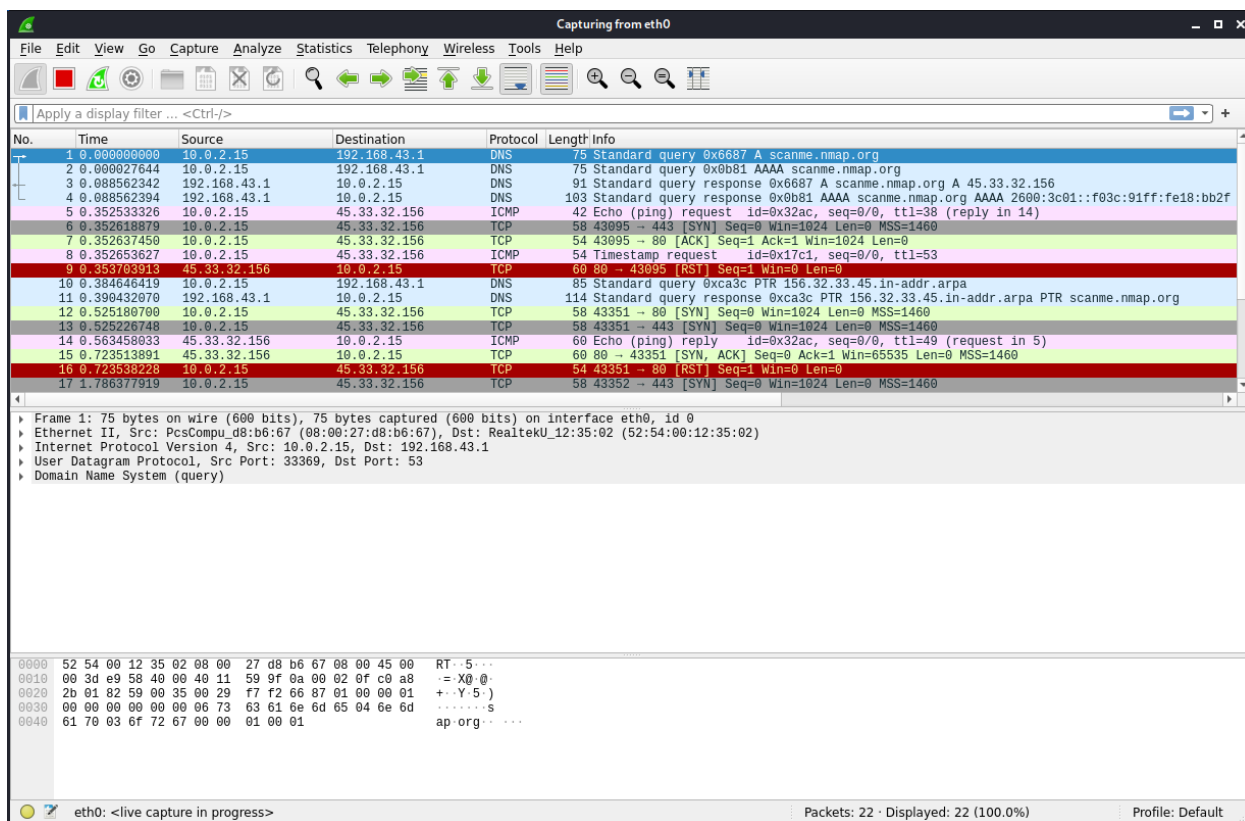 Capturing from eth0
File Edit View Go Capture Analyze Statistics Telephony Wireless Tools Help
Apply a display filter ... <Ctrl-/>
No. Time Source Destination Protocol Length Info
1 0.000000000 10.0.2.15 192.168.43.1 DNS 75 Standard query 0x6687 A scanme.nmap.org
2 0.000027644 10.0.2.15 192.168.43.1 DNS 75 Standard query 0x0b81 AAAA scanme.nmap.org
3 0.088562342 192.168.43.1 10.0.2.15 DNS 91 Standard query response 0x6687 A scanme.nmap.org A 45.33.32.156
4 0.088562394 192.168.43.1 10.0.2.15 DNS 103 Standard query response 0x0b81 AAAA scanme.nmap.org AAAA 2600:3c01::f03c:91ff:fe18:bb2f
5 0.352533326 10.0.2.15 45.33.32.156 ICMP 42 Echo (ping) request id=0x32ac, seq=0/0, ttl=38 (reply in 14)
6 0.352618879 10.0.2.15 45.33.32.156 TCP 58 43095 → 443 [SYN] Seq=0 Win=1024 Len=0 MSS=1460
7 0.352637450 10.0.2.15 45.33.32.156 TCP 54 43095 → 80 [ACK] Seq=1 Ack=1 Win=1024 Len=0
8 0.352653627 10.0.2.15 45.33.32.156 ICMP 54 Timestamp request id=0x17c1, seq=0/0, ttl=53
9 0.353703913 45.33.32.156 10.0.2.15 TCP 60 80 → 43095 [RST] Seq=1 Win=0 Len=0
10 0.384646419 10.0.2.15 192.168.43.1 DNS 85 Standard query 0xca3c PTR 156.32.33.45.in-addr.arpa
11 0.390432070 192.168.43.1 10.0.2.15 DNS 114 Standard query response 0xca3c PTR 156.32.33.45.in-addr.arpa PTR scanme.nmap.org
12 0.525180700 10.0.2.15 45.33.32.156 TCP 58 43351 → 80 [SYN] Seq=0 Win=1024 Len=0 MSS=1460
13 0.525226748 10.0.2.15 45.33.32.156 TCP 58 43351 → 443 [SYN] Seq=0 Win=1024 Len=0 MSS=1460
14 0.563458033 45.33.32.156 10.0.2.15 ICMP 60 Echo (ping) reply id=0x32ac, seq=0/0, ttl=49 (request in 5)
15 0.723513891 45.33.32.156 10.0.2.15 TCP 60 80 → 43351 [SYN, ACK] Seq=0 Ack=1 Win=65535 Len=0 MSS=1460
16 0.723538228 10.0.2.15 45.33.32.156 TCP 54 43351 → 80 [RST] Seq=1 Win=0 Len=0
17 1.786377919 10.0.2.15 45.33.32.156 TCP 58 43352 → 443 [SYN] Seq=0 Win=1024 Len=0 MSS=1460
Frame 1: 75 bytes on wire (600 bits), 75 bytes captured (600 bits) on interface eth0, id 0
Ethernet II, Src: PcsCompu_d8:b6:67 (08:00:27:d8:b6:67), Dst: RealtekU_12:35:02 (52:54:00:12:35:02)
Internet Protocol Version 4, Src: 10.0.2.15, Dst: 192.168.43.1
User Datagram Protocol, Src Port: 33369, Dst Port: 53
Domain Name System (query)
0000 52 54 00 12 35 02 08 00 27 d8 b6 67 08 00 45 00 RT··5···
0010 00 3d e9 58 40 00 40 11 59 9f 0a 00 02 0f c0 a8 ·=·X@·@·
0020 2b 01 82 59 00 35 00 29 f7 f2 66 87 01 00 00 01 +··Y·5·)
0030 00 00 00 00 00 00 06 73 63 61 6e 6d 65 04 6e 6d ·······s
0040 61 70 03 6f 72 67 00 00 01 00 01 ap·org·· ···
eth0: <live capture in progress> Packets: 22 · Displayed: 22 (100.0%) Profile: Default